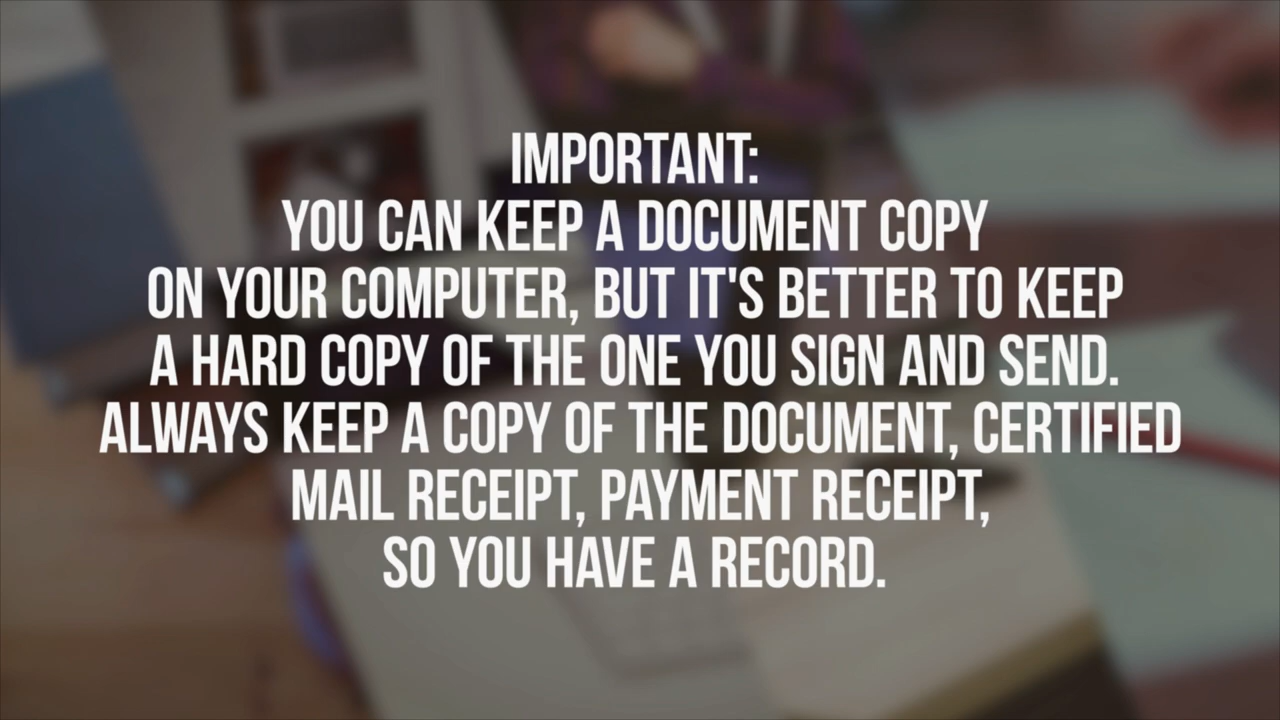 IMPORTANT:
YOU CAN KEEP A DOCUMENT COPY
ON YOUR COMPUTER, BUT IT'S BETTER TO KEEP
A HARD COPY OF THE ONE YOU SIGN AND SEND.
ALWAYS KEEP A COPY OF THE DOCUMENT, CERTIFIED
MAIL RECEIPT, PAYMENT RECEIPT,
SO YOU HAVE A RECORD.